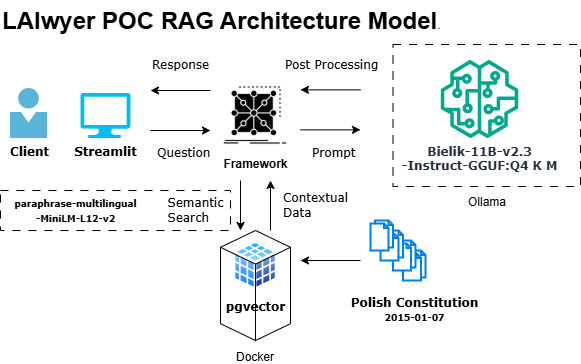 LAIwyer POC RAG Architecture Model.
Response
Post Processing
Client
Streamlit
Question
Framework
Prompt
Bielik-11B-v2.3
-Instruct-GGUF:Q4 K M
Ollama
paraphrase-multilingual
-MiniLM-L12-v2
Semantic
Search
Contextual
Data
pgvector
Docker
Polish Constitution
2015-01-07